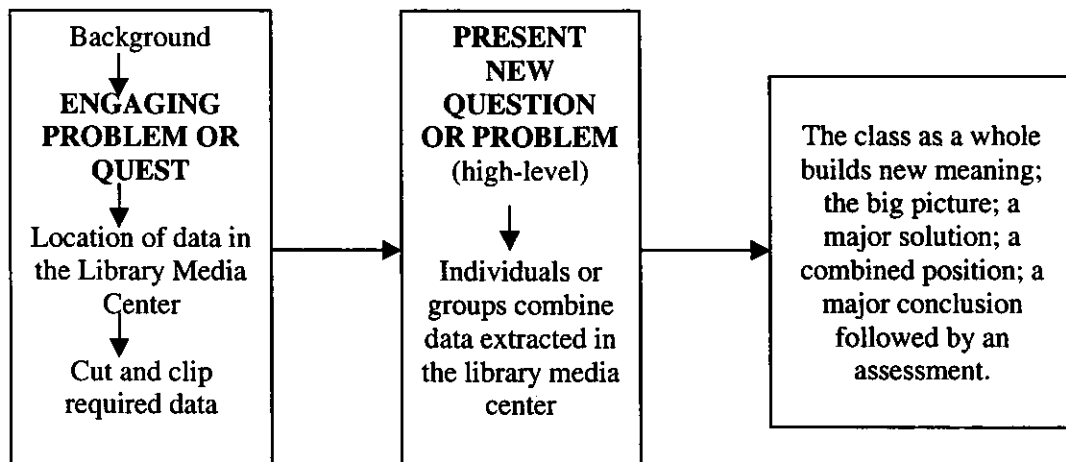 Background
ENGAGING
PROBLEM OR
QUEST
Location of data in
the Library Media
Center
Cut and clip
required data
PRESENT
NEW
QUESTION
OR PROBLEM
(high-level)
Individuals or
groups combine
data extracted in
the library media
center
The class as a whole
builds new meaning;
the big picture; a
major solution; a
combined position; a
major conclusion
followed by an
assessment.